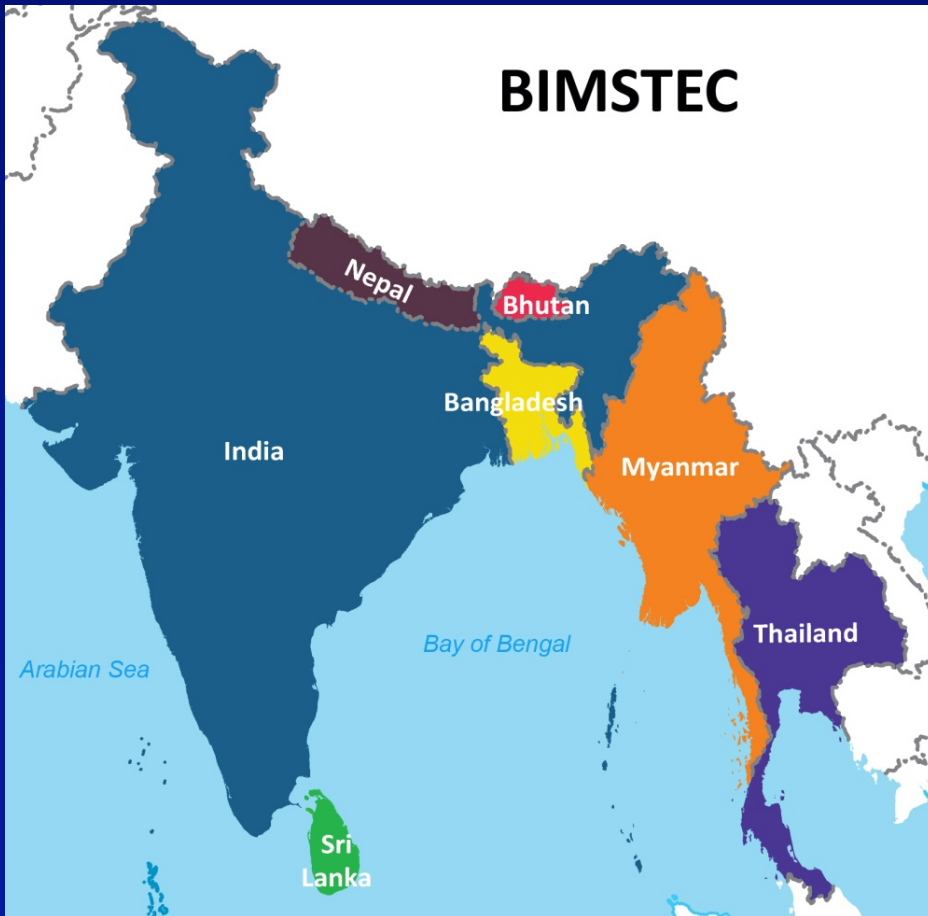 BIMSTEC
Nepal
Bhutan
Bangladesh
India
Myanmar
Thailand
Bay of Bengal
Arabian Sea
Sri
Lanka